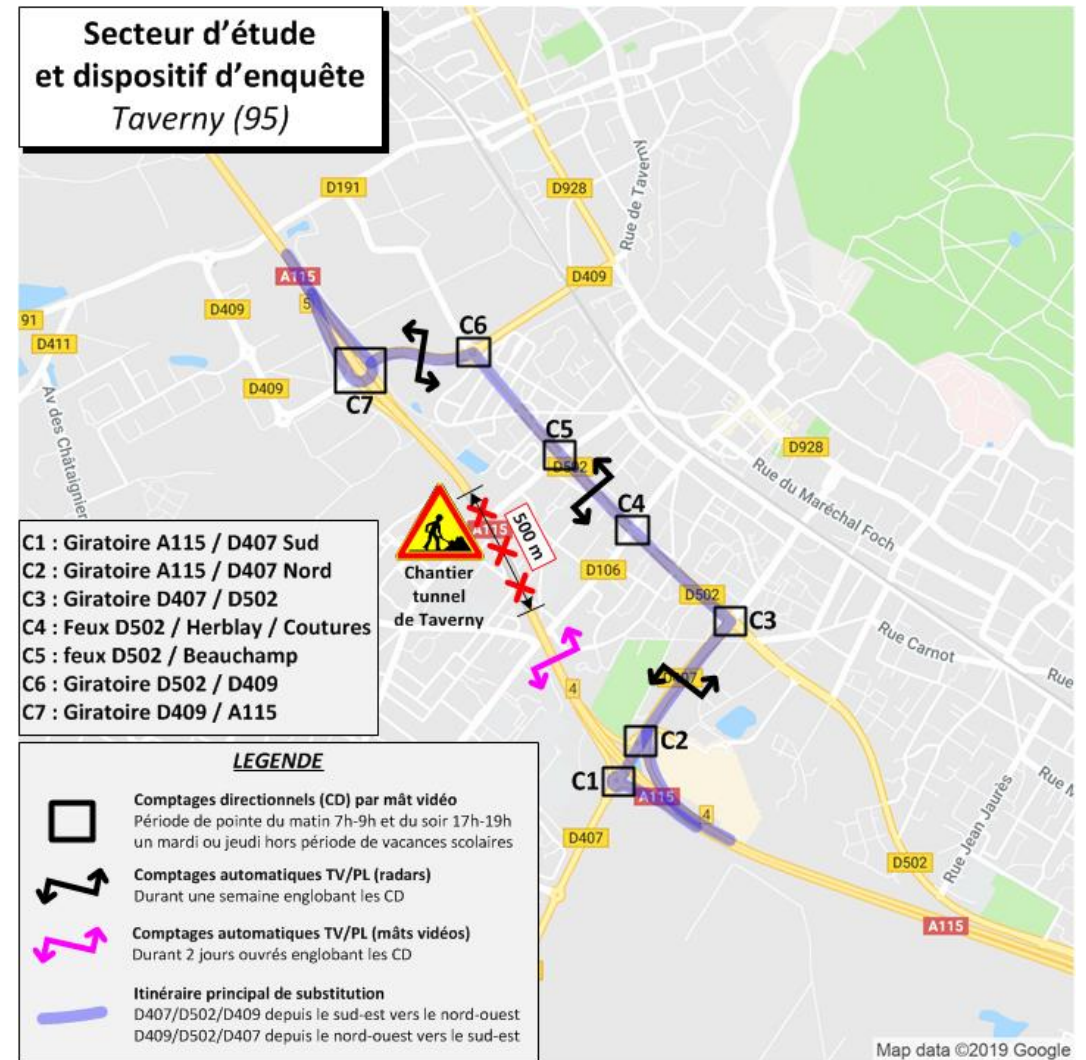 Secteur d'étude
et dispositif d'enquête
Taverny (95)
D191
D928
Rue de Taverny
A115
D409
5
D409
91
D411
C6
C7
D409
Av des Châtaignier
C5
D502
D928
Rue du Maréchal Foch
A115
500 m
C4
Chantier
tunnel
de Taverny
D106
D502
C3
Rue Carnot
Rue
C1 : Giratoire A115 / D407 Sud
C2 : Giratoire A115 / D407 Nord
C3 : Giratoire D407 / D502
C4 : Feux D502 / Herblay / Coutures
C5 : feux D502 / Beauchamp
C6 : Giratoire D502 / D409
C7 : Giratoire D409 / A115
4
C2
C1
A115
4
D407
Rue Jean Jaurès
D502
A115
LEGENDE
Comptages directionnels (CD) par mât vidéo
Période de pointe du matin 7h-9h et du soir 17h-19h
un mardi ou jeudi hors période de vacances scolaires
Comptages automatiques TV/PL (radars)
Durant une semaine englobant les CD
Comptages automatiques TV/PL (mâts vidéos)
Durant 2 jours ouvrés englobant les CD
Itinéraire principal de substitution
D407/D502/D409 depuis le sud-est vers le nord-ouest
D409/D502/D407 depuis le nord-ouest vers le sud-est
Map data ©2019 Google